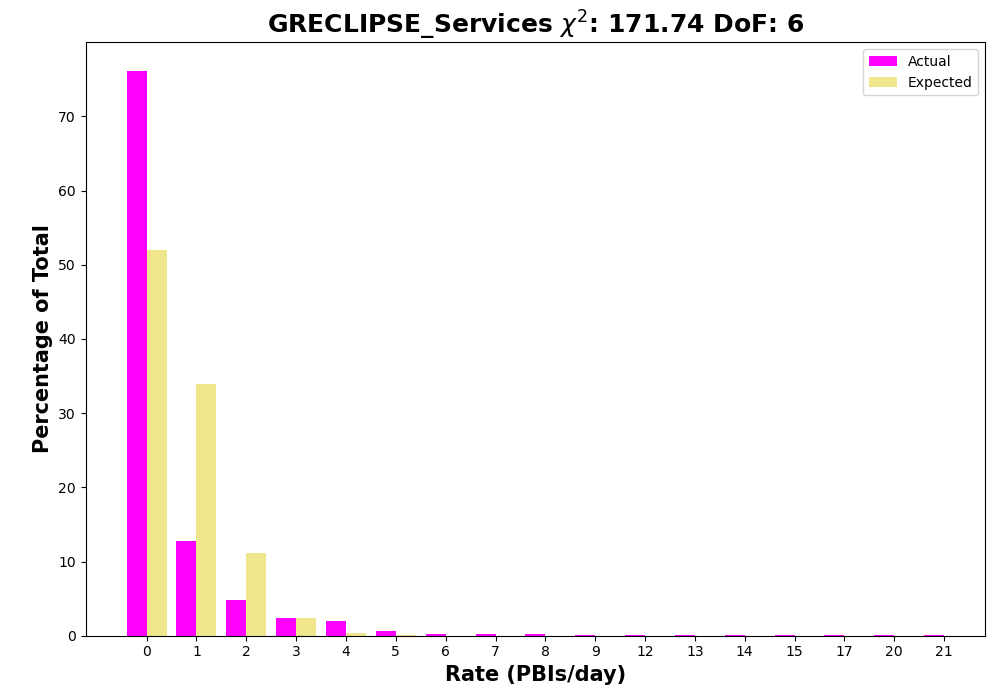 GRECLIPSE_Services χ²: 171.74 DoF: 6
Actual
Expected
Percentage of Total
70
60
50
40
30
20
10
0
0 1 2 3 4 5 6 7 8 9 12 13 14 15 17 20 21
Rate (PBIs/day)